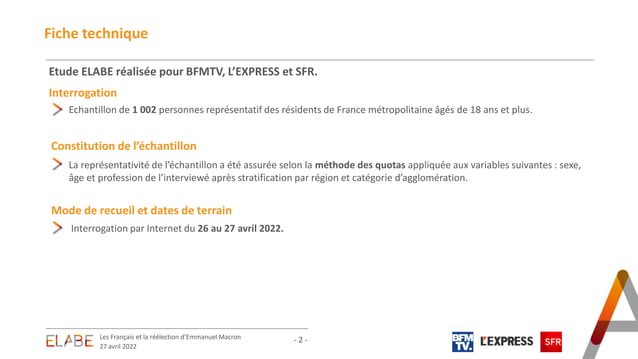 Fiche technique
Etude ELABE réalisée pour BFMTV, L’EXPRESS et SFR.
Interrogation
Echantillon de 1 002 personnes représentatif des résidents de France métropolitaine âgés de 18 ans et plus.
Constitution de l’échantillon
La représentativité de l’échantillon a été assurée selon la méthode des quotas appliquée aux variables suivantes : sexe,
âge et profession de l’interviewé après stratification par région et catégorie d’agglomération.
Mode de recueil et dates de terrain
Interrogation par Internet du 26 au 27 avril 2022.
ELABE
Les Français et la réélection d’Emmanuel Macron
27 avril 2022
- 2 -
BFM
TV.
L’EXPRESS
SFR